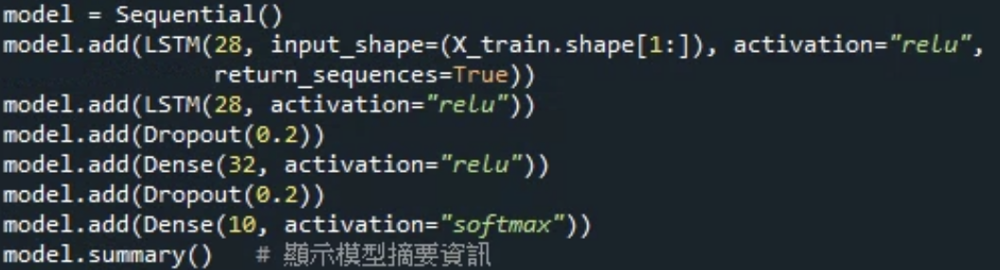 model = Sequential()
model.add(LSTM(28, input_shape=(X_train.shape[1:]), activation="relu",
               return_sequences=True))
model.add(LSTM(28, activation="relu"))
model.add(Dropout(0.2))
model.add(Dense(32, activation="relu"))
model.add(Dropout(0.2))
model.add(Dense(10, activation="softmax"))
model.summary()   # 顯示模型摘要資訊